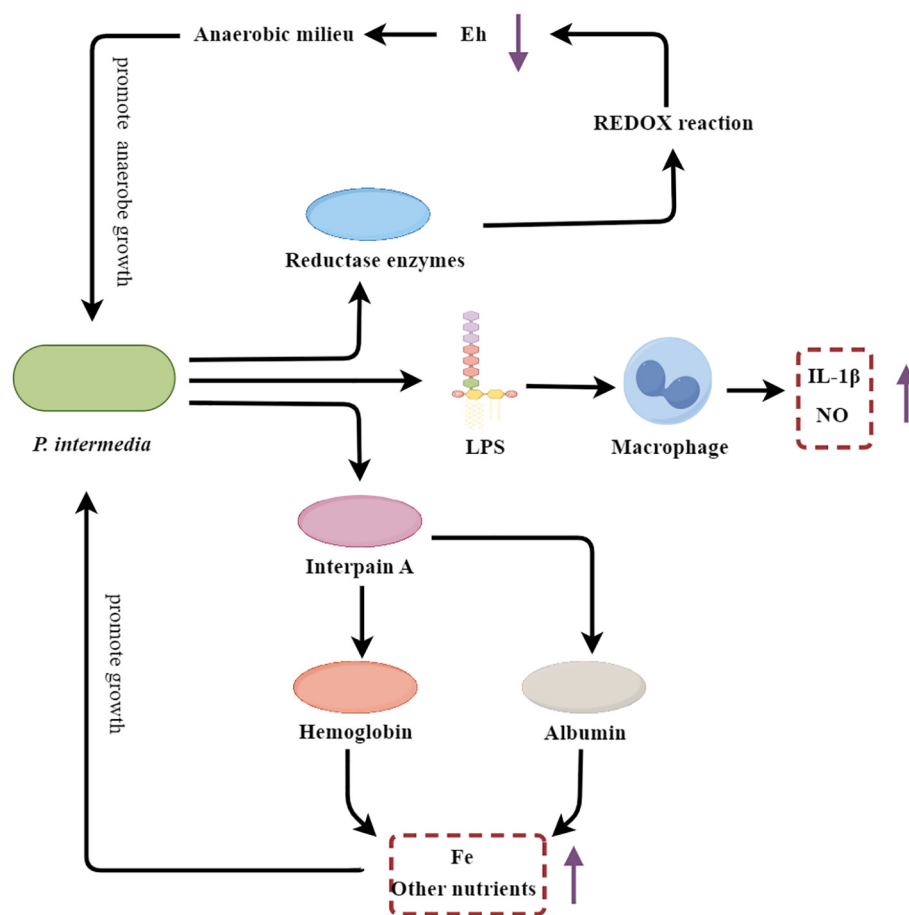 Anaerobic milieu
Eh
promote anaerobe growth
REDOX reaction
Reductase enzymes
P. intermedia
LPS
Macrophage
IL-1β
NO
Interpain A
promote growth
Hemoglobin
Albumin
Fe
Other nutrients